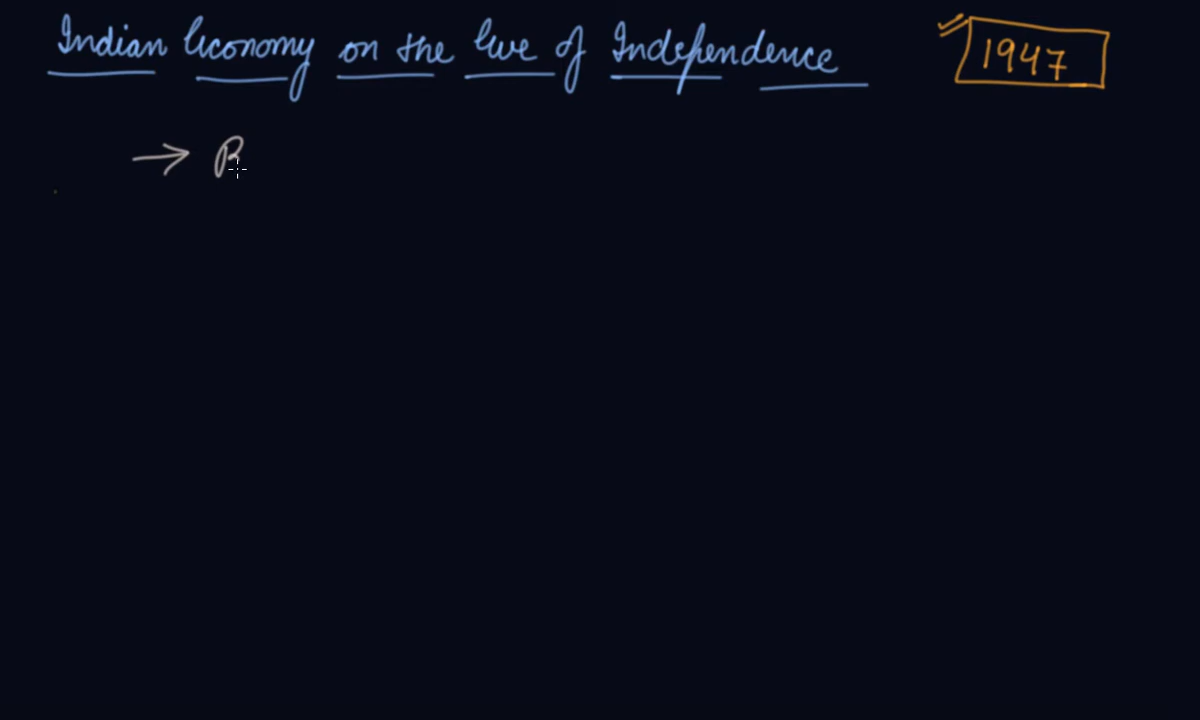 Indian Economy on the Eve of Independence 1947
→ B